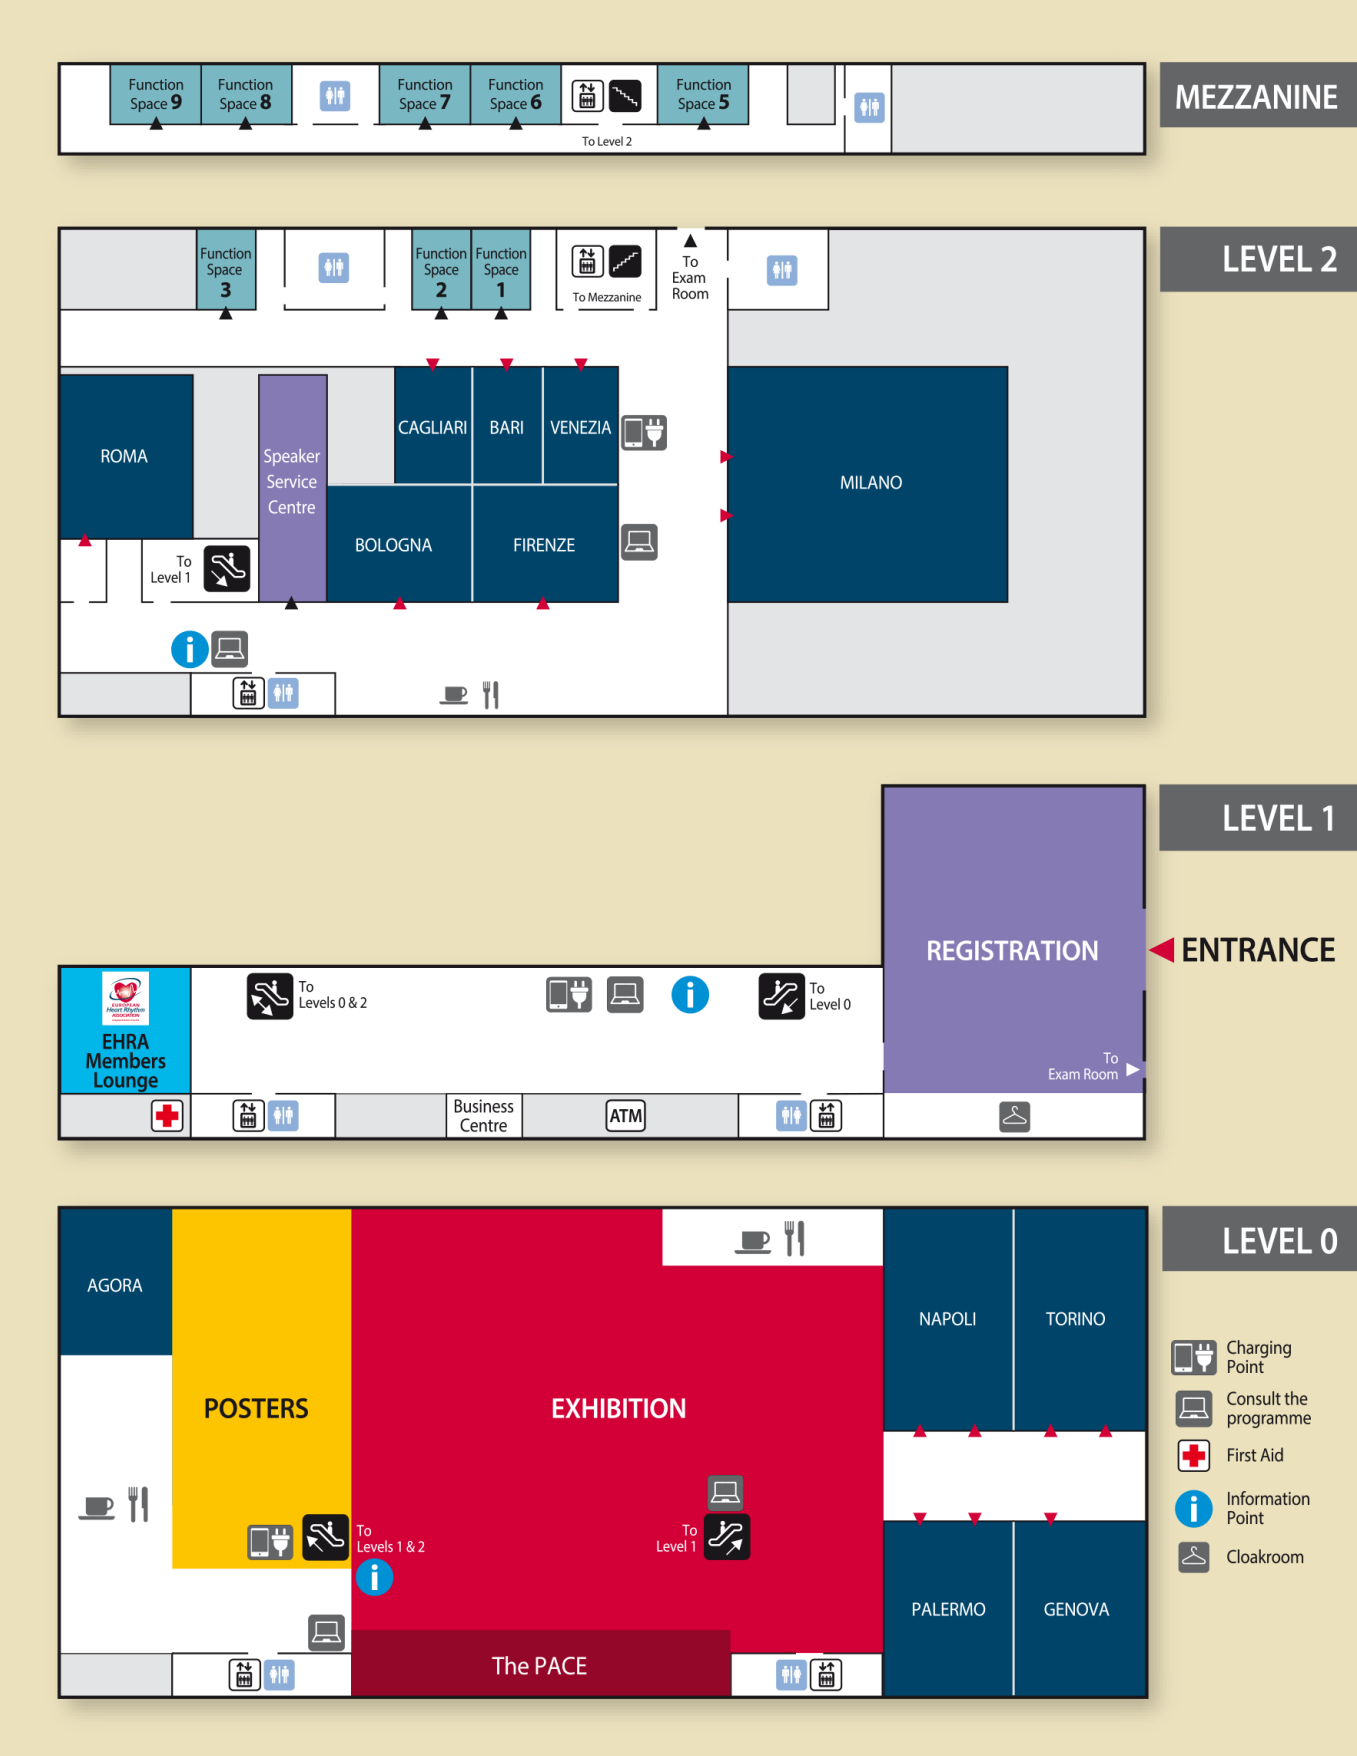 MEZZANINE
Function
Space 9
Function
Space 8
Function
Space 7
Function
Space 6
Function
Space 5
To Level 2
LEVEL 2
Function
Space
3
Function
Space
2
Function
Space
1
To Mezzanine
To
Exam
Room
ROMA
Speaker
Service
Centre
CAGLIARI
BARI
VENEZIA
MILANO
BOLOGNA
FIRENZE
To
Level 1
i
LEVEL 1
REGISTRATION
ENTRANCE
To
Exam Room
EUROPEAN
Heart Rhythm
ASSOCIATION
EHRA
Members
Lounge
To
Levels 0 & 2
i
To
Level 0
Business
Centre
ATM
LEVEL 0
AGORA
POSTERS
EXHIBITION
NAPOLI
TORINO
To
Levels 1 & 2
i
To
Level 1
PALERMO
GENOVA
The PACE
Charging
Point
Consult the
programme
First Aid
i
Information
Point
Cloakroom